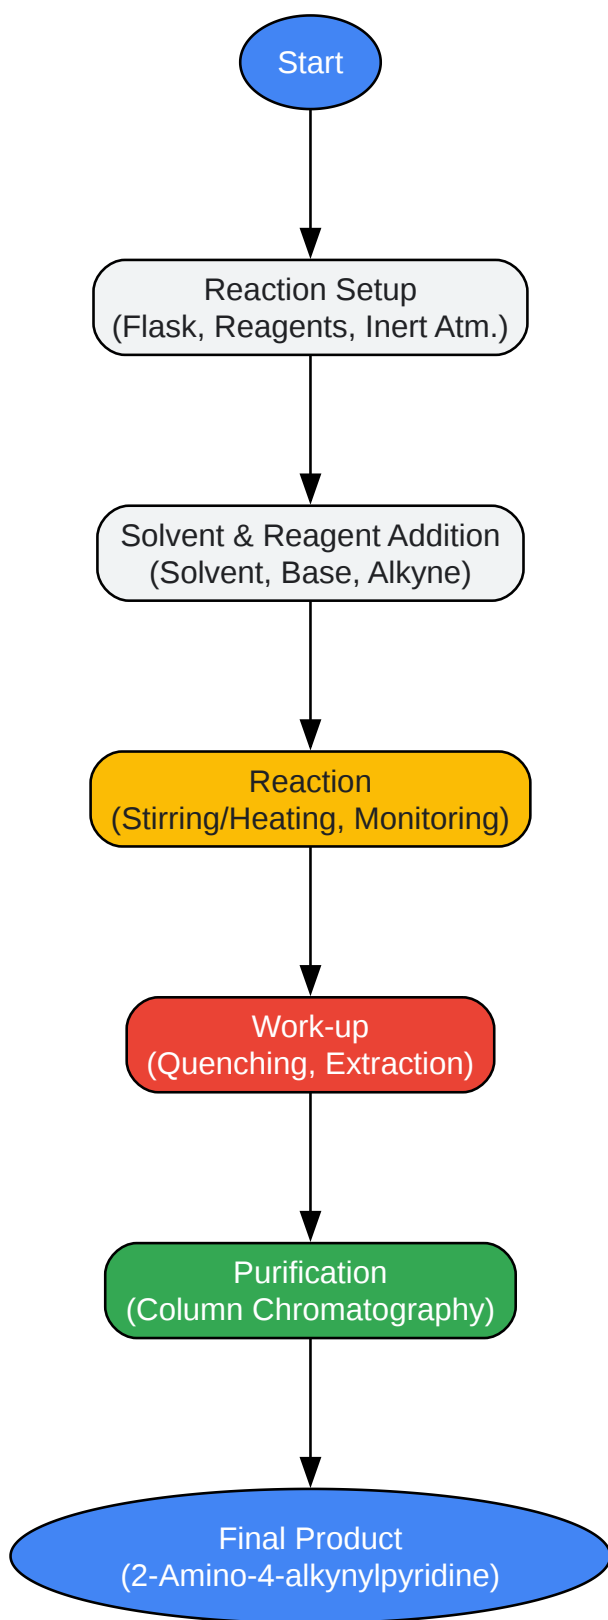 Start
Reaction Setup
(Flask, Reagents, Inert Atm.)
Solvent & Reagent Addition
(Solvent, Base, Alkyne)
Reaction
(Stirring/Heating, Monitoring)
Work-up
(Quenching, Extraction)
Purification
(Column Chromatography)
Final Product
(2-Amino-4-alkynylpyridine)